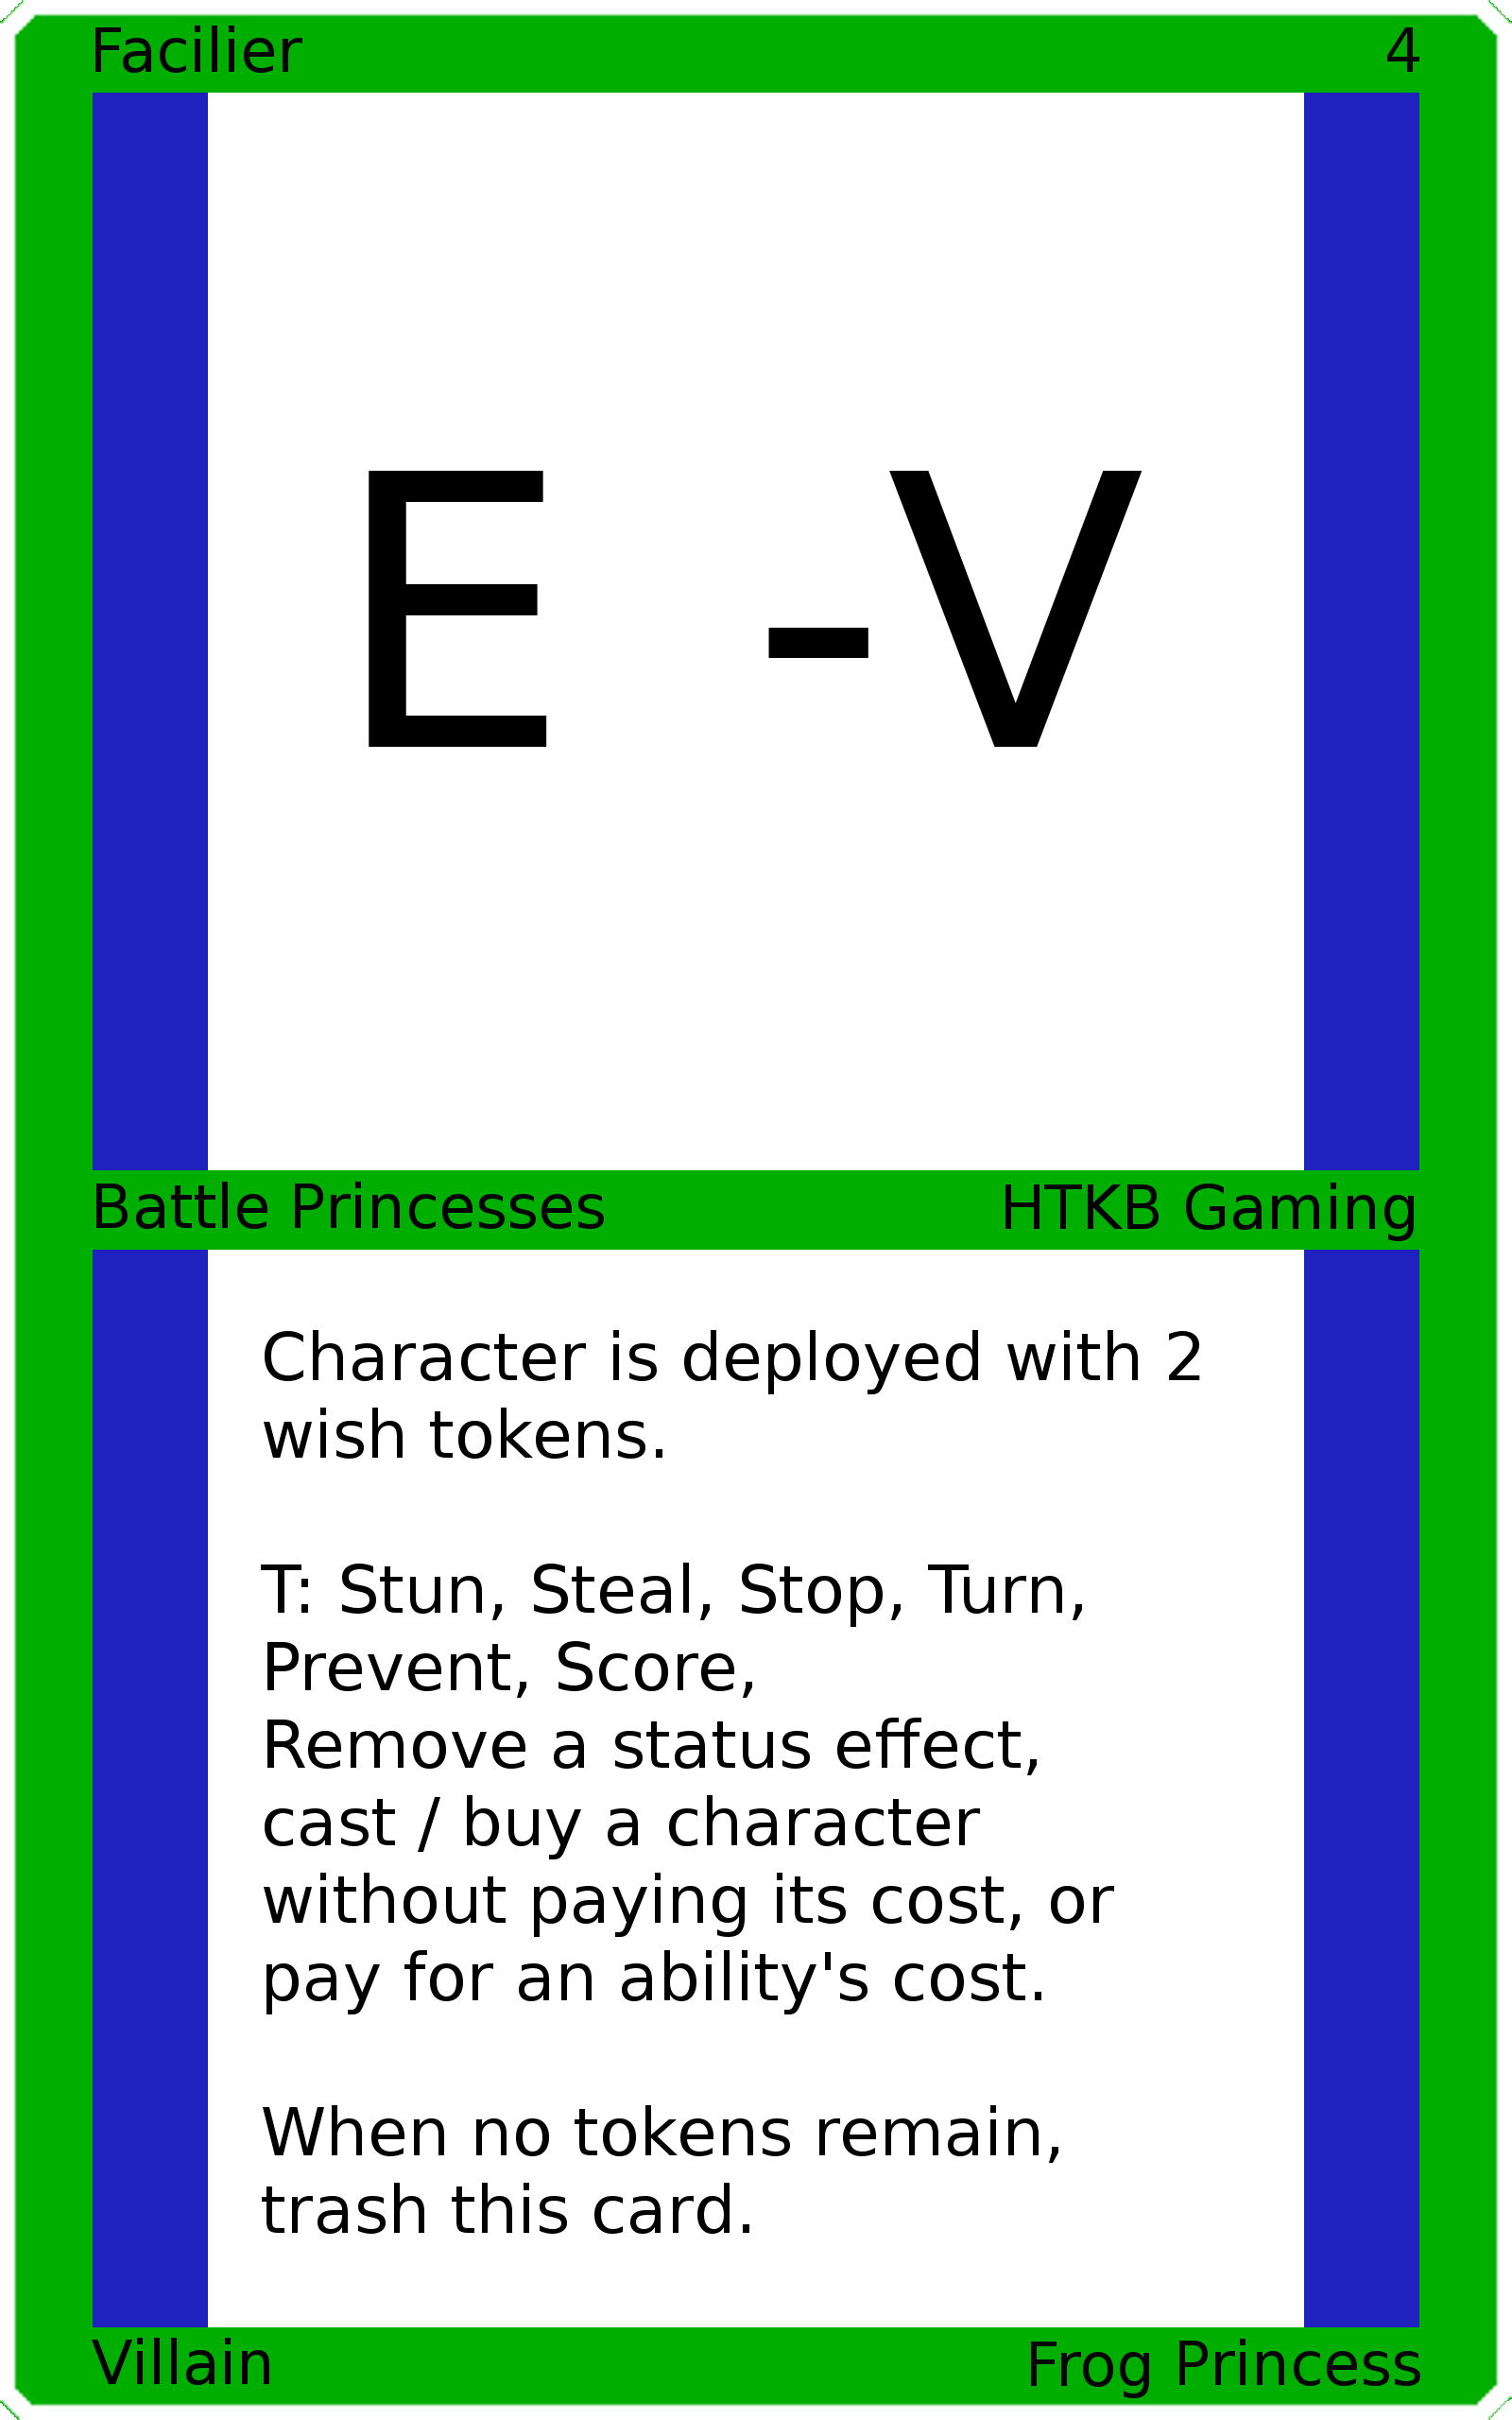 Facilier 4
E -V
Battle Princesses HTKB Gaming
Character is deployed with 2
wish tokens.
T: Stun, Steal, Stop, Turn,
Prevent, Score,
Remove a status effect,
cast / buy a character
without paying its cost, or
pay for an ability's cost.
When no tokens remain,
trash this card.
Villain Frog Princess